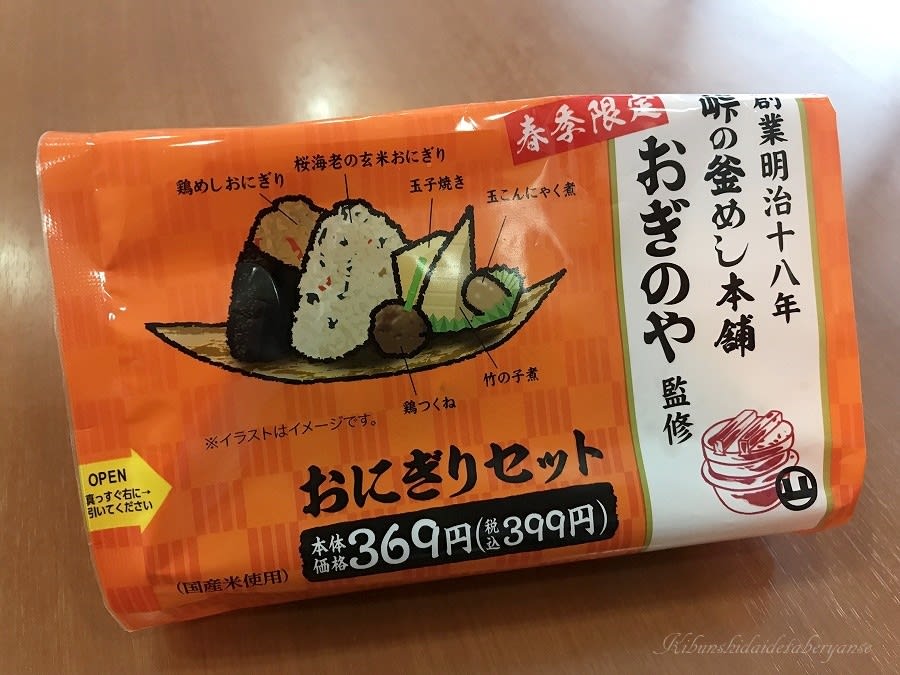 創業明治十八年
峠の釜めし本舗
おぎのや 監修
春季限定
桜海老の玄米おにぎり
鶏めしおにぎり
玉子焼き
玉こんにゃく煮
竹の子煮
鶏つくね
※イラストはイメージです。
おにぎりセット
本体価格369円(税込399円)
OPEN
真っすぐ右に→
引いてください
(国産米使用)
山
Kibunshidaidetaberyanse